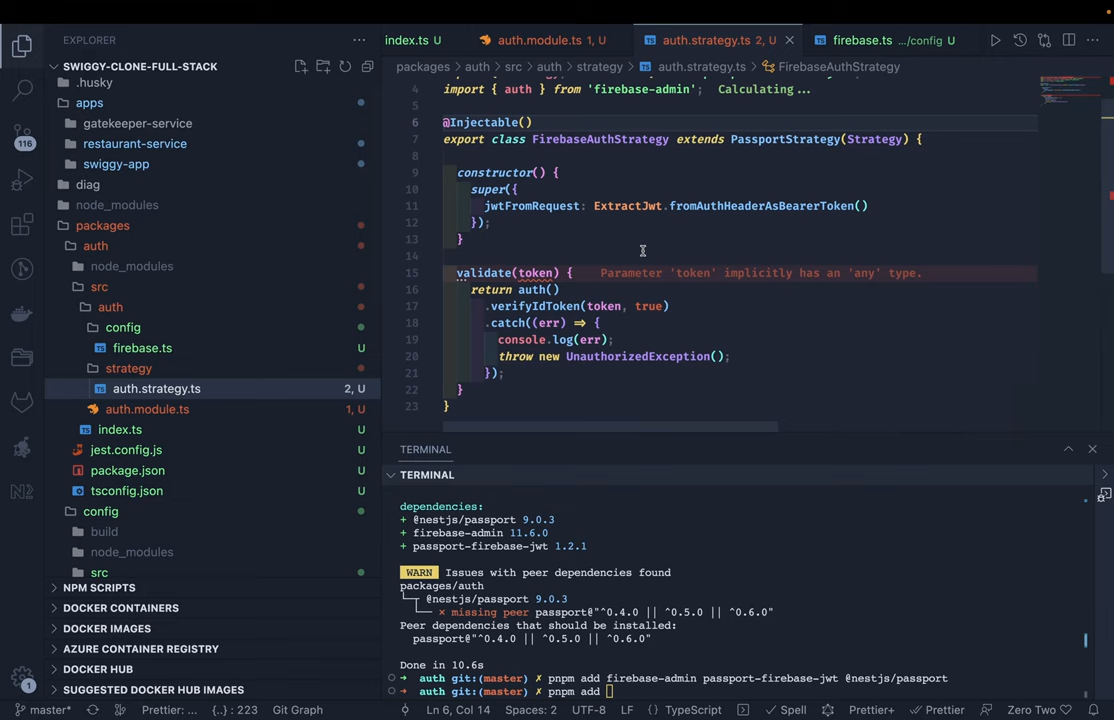 EXPLORER
SWIGGY-CLONE-FULL-STACK
.husky
apps
gatekeeper-service
restaurant-service
swiggy-app
diag
node_modules
packages
auth
node_modules
src
auth
config
firebase.ts U
strategy
auth.strategy.ts 2, U
auth.module.ts 1, U
index.ts U
jest.config.js U
package.json U
tsconfig.json U
config
build
node_modules
src
NPM SCRIPTS
DOCKER CONTAINERS
DOCKER IMAGES
AZURE CONTAINER REGISTRY
DOCKER HUB
SUGGESTED DOCKER HUB IMAGES
116
1
index.ts U auth.module.ts 1, U auth.strategy.ts 2, U firebase.ts .../config U
packages > auth > src > auth > strategy > auth.strategy.ts > FirebaseAuthStrategy
4 import { auth } from 'firebase-admin'; Calculating...
5
6 @Injectable()
7 export class FirebaseAuthStrategy extends PassportStrategy(Strategy) {
8
9 constructor() {
10 super({
11 jwtFromRequest: ExtractJwt.fromAuthHeaderAsBearerToken()
12 });
13 }
14
15 validate(token) { Parameter 'token' implicitly has an 'any' type.
16 return auth()
17 .verifyIdToken(token, true)
18 .catch((err) => {
19 console.log(err);
20 throw new UnauthorizedException();
21 });
22 }
23 }
TERMINAL
TERMINAL
dependencies:
+ @nestjs/passport 9.0.3
+ firebase-admin 11.6.0
+ passport-firebase-jwt 1.2.1
WARN Issues with peer dependencies found
packages/auth
└─┬ @nestjs/passport 9.0.3
└── ✕ missing peer passport@"^0.4.0 || ^0.5.0 || ^0.6.0"
Peer dependencies that should be installed:
passport@"^0.4.0 || ^0.5.0 || ^0.6.0"
Done in 10.6s
➜ auth git:(master) ✗ pnpm add firebase-admin passport-firebase-jwt @nestjs/passport
➜ auth git:(master) ✗ pnpm add
master* Prettier: ... {..} : 223 Git Graph Ln 6, Col 14 Spaces: 2 UTF-8 LF TypeScript Spell Prettier+ Prettier Zero Two